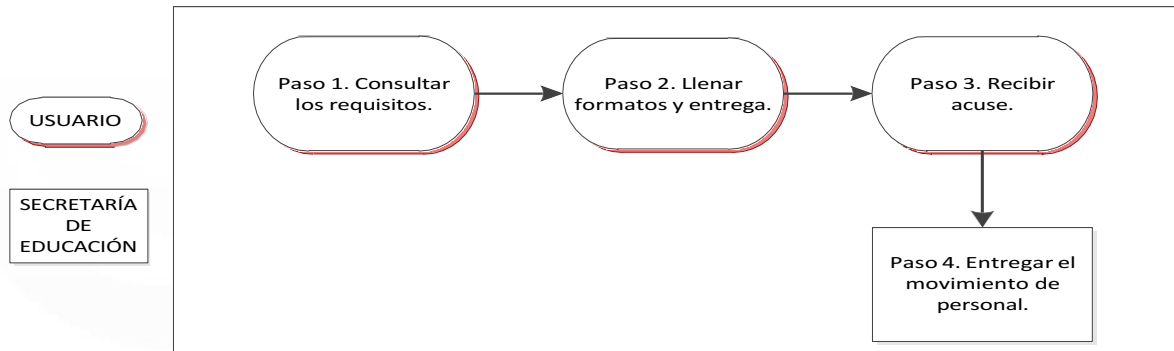 USUARIO
SECRETARÍA
DE
EDUCACIÓN
Paso 1. Consultar
los requisitos.
Paso 2. Llenar
formatos y entrega.
Paso 3. Recibir
acuse.
Paso 4. Entregar el
movimiento de
personal.